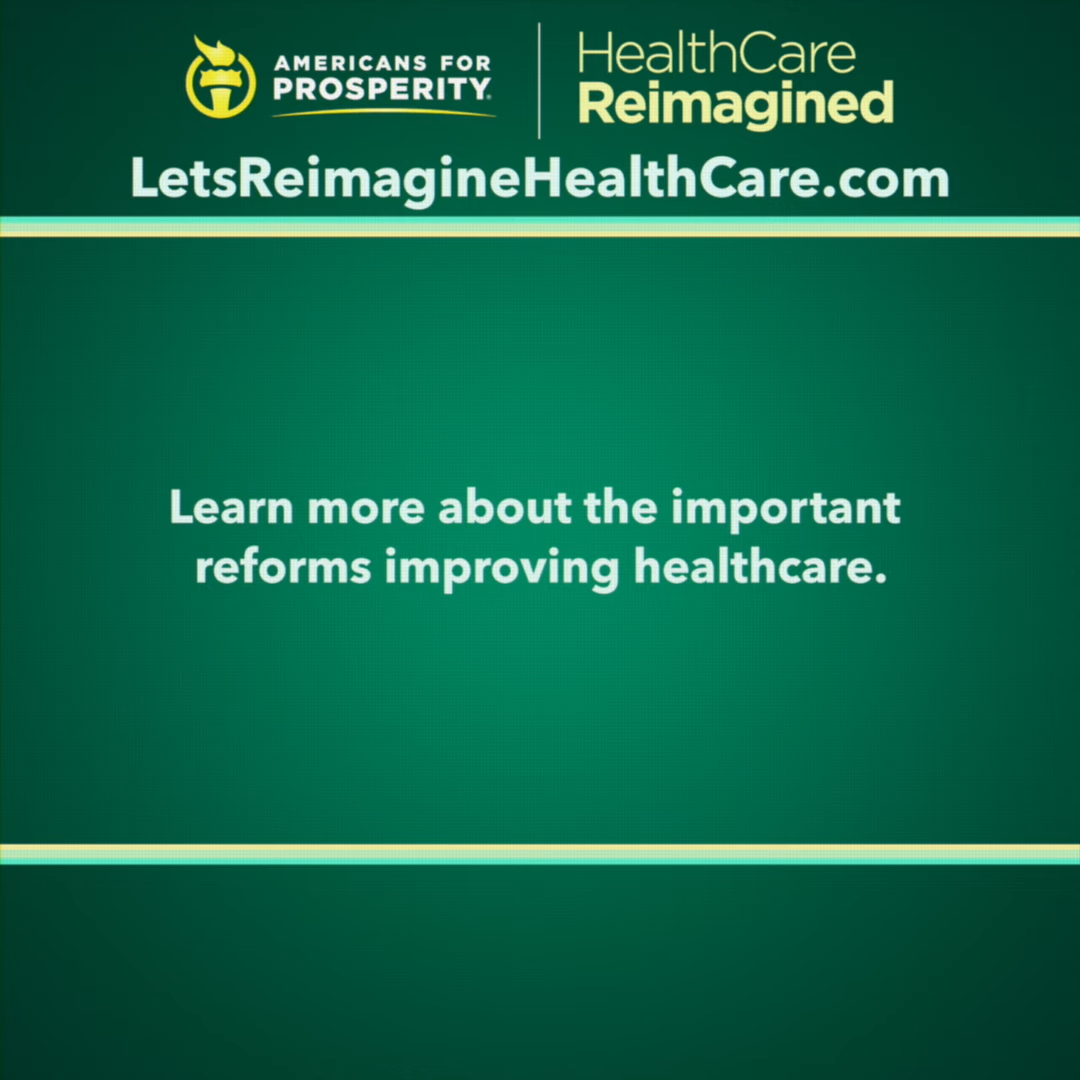 AMERICANS FOR
PROSPERITY®
HealthCare
Reimagined
LetsReimagineHealthCare.com
Learn more about the important
reforms improving healthcare.